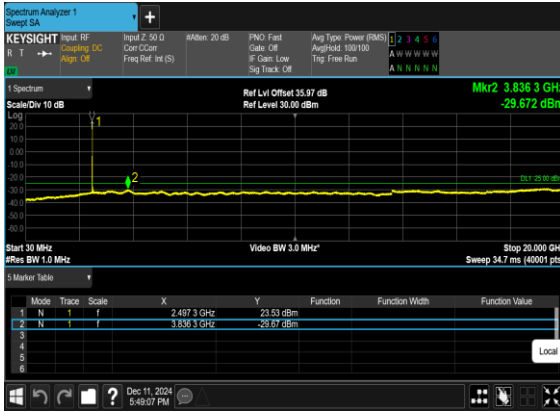 Spectrum Analyzer 1
Swept SA
+
KEYSIGHT Input: RF Input Z: 50 Ω #Atten: 20 dB PNO: Fast Avg Type: Power (RMS) 1 2 3 4 5 6
R T Coupling: DC Corr CCorr Gate: Off Avg|Hold: 100/100 A W W W W W
Align: Off Freq Ref: Int (S) IF Gain: Low Trig: Free Run
Sig Track: Off A N N N N N
1 Spectrum Ref Lvl Offset 35.97 dB Mkr2 3.836 3 GHz
Scale/Div 10 dB Ref Level 30.00 dBm -29.672 dBm
Log
20.0
10.0
0.00
-10.0
-20.0
-30.0
-40.0
-50.0
-60.0
1
2
Start 30 MHz Video BW 3.0 MHz* Stop 20.000 GH
#Res BW 1.0 MHz Sweep 34.7 ms (40001 pts
5 Marker Table
Mode Trace Scale X Y Function Function Width Function Value
1 N 1 f 2.497 3 GHz 23.53 dBm
2 N 1 f 3.836 3 GHz -29.67 dBm
3
4
5
6
Local
? Dec 11, 2024
5:49:07 PM